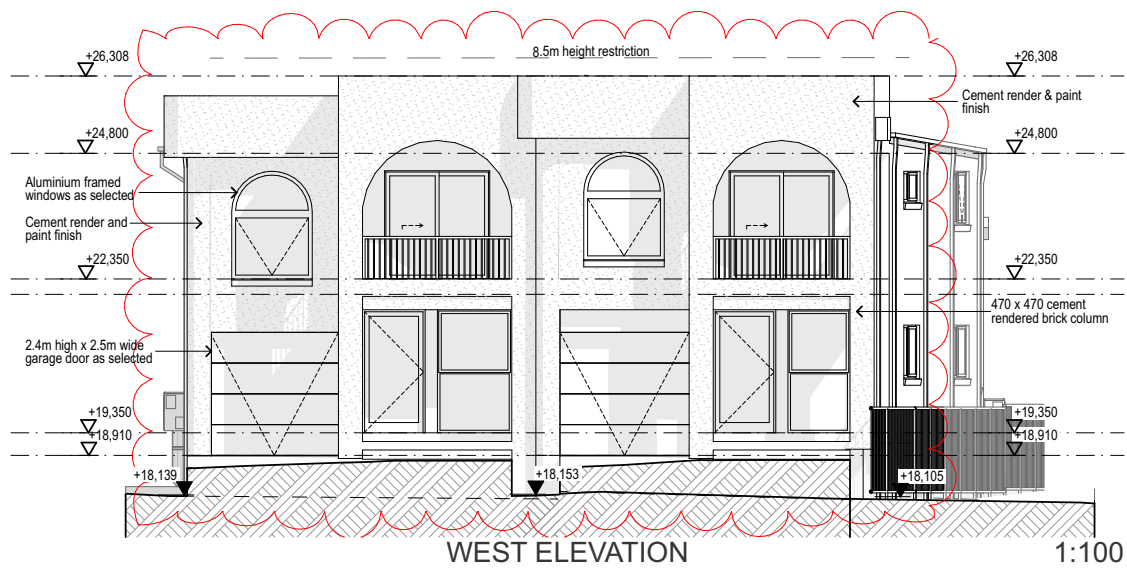 8.5m height restriction
+26,308
+26,308
Cement render & paint
finish
+24,800
+24,800
Aluminium framed
windows as selected
Cement render and
paint finish
+22,350
+22,350
470 x 470 cement
rendered brick column
2.4m high x 2.5m wide
garage door as selected
+19,350
+19,350
+18,910
+18,910
+18,139
+18,153
+18,105
WEST ELEVATION
1:100